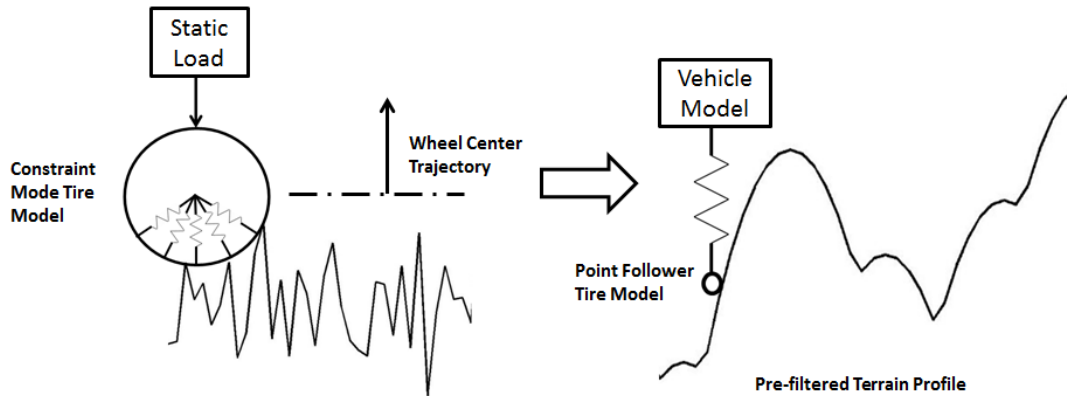 Static
Load
Constraint
Mode Tire
Model
Wheel Center
Trajectory
Vehicle
Model
Point Follower
Tire Model
Pre-filtered Terrain Profile